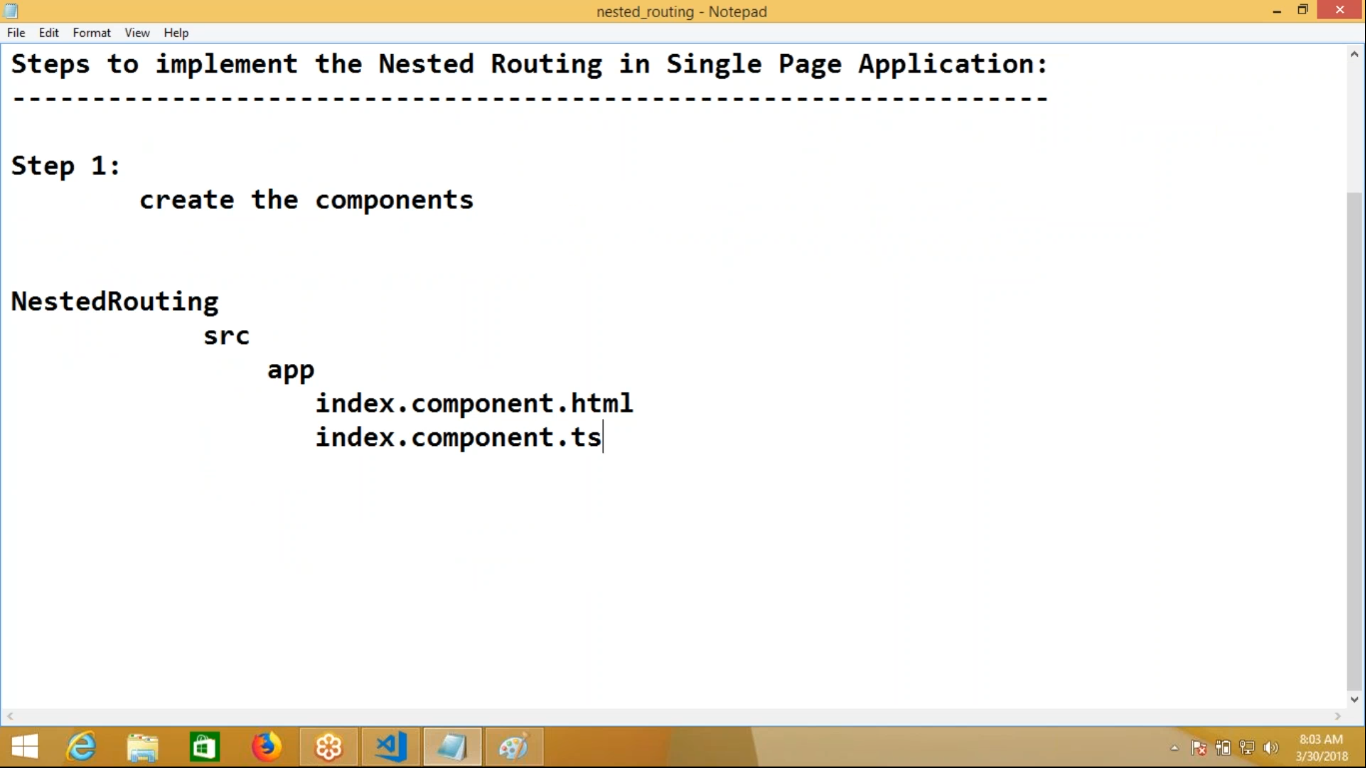 nested_routing - Notepad
File Edit Format View Help
Steps to implement the Nested Routing in Single Page Application:
-----------------------------------------------------------------
Step 1:
create the components
NestedRouting
src
app
index.component.html
index.component.ts
8:03 AM
3/30/2018